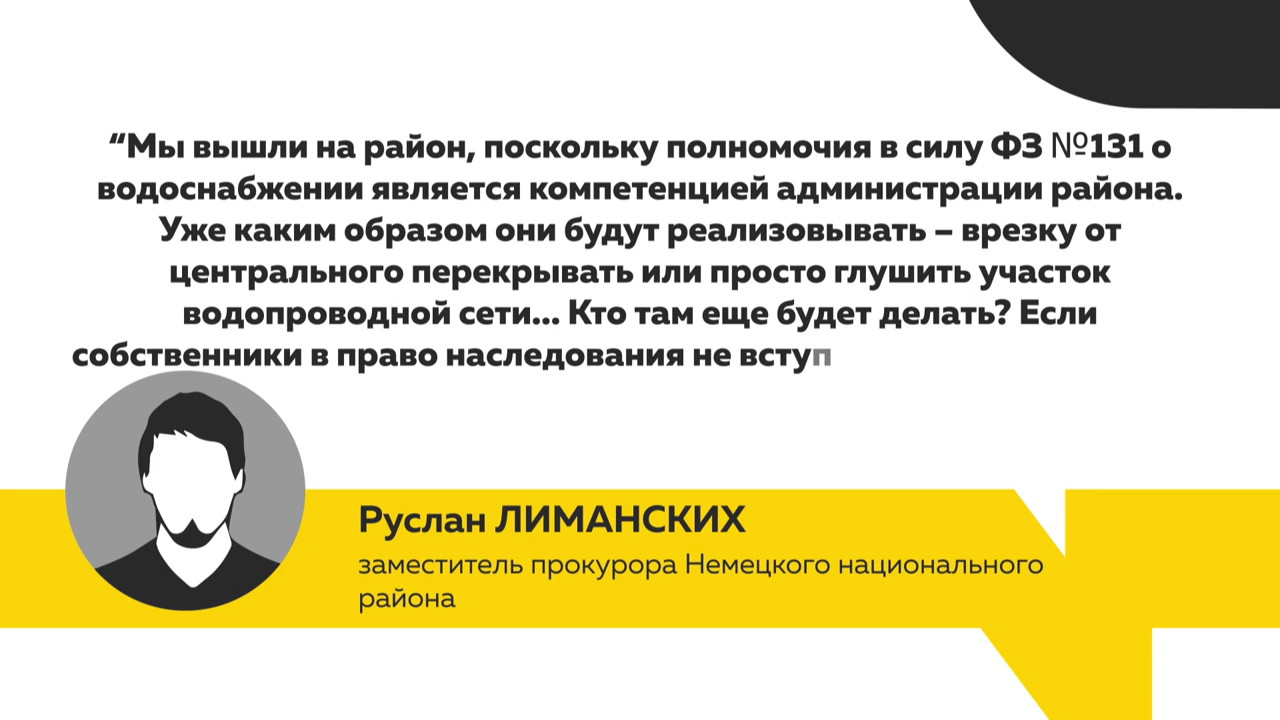 “Мы вышли на район, поскольку полномочия в силу ФЗ №131 о
водоснабжении является компетенцией администрации района.
Уже каким образом они будут реализовывать – врезку от
центрального перекрывать или просто глушить участок
водопроводной сети... Кто там еще будет делать? Если
собственники в право наследования не вступ
Руслан ЛИМАНСКИХ
заместитель прокурора Немецкого национального
района